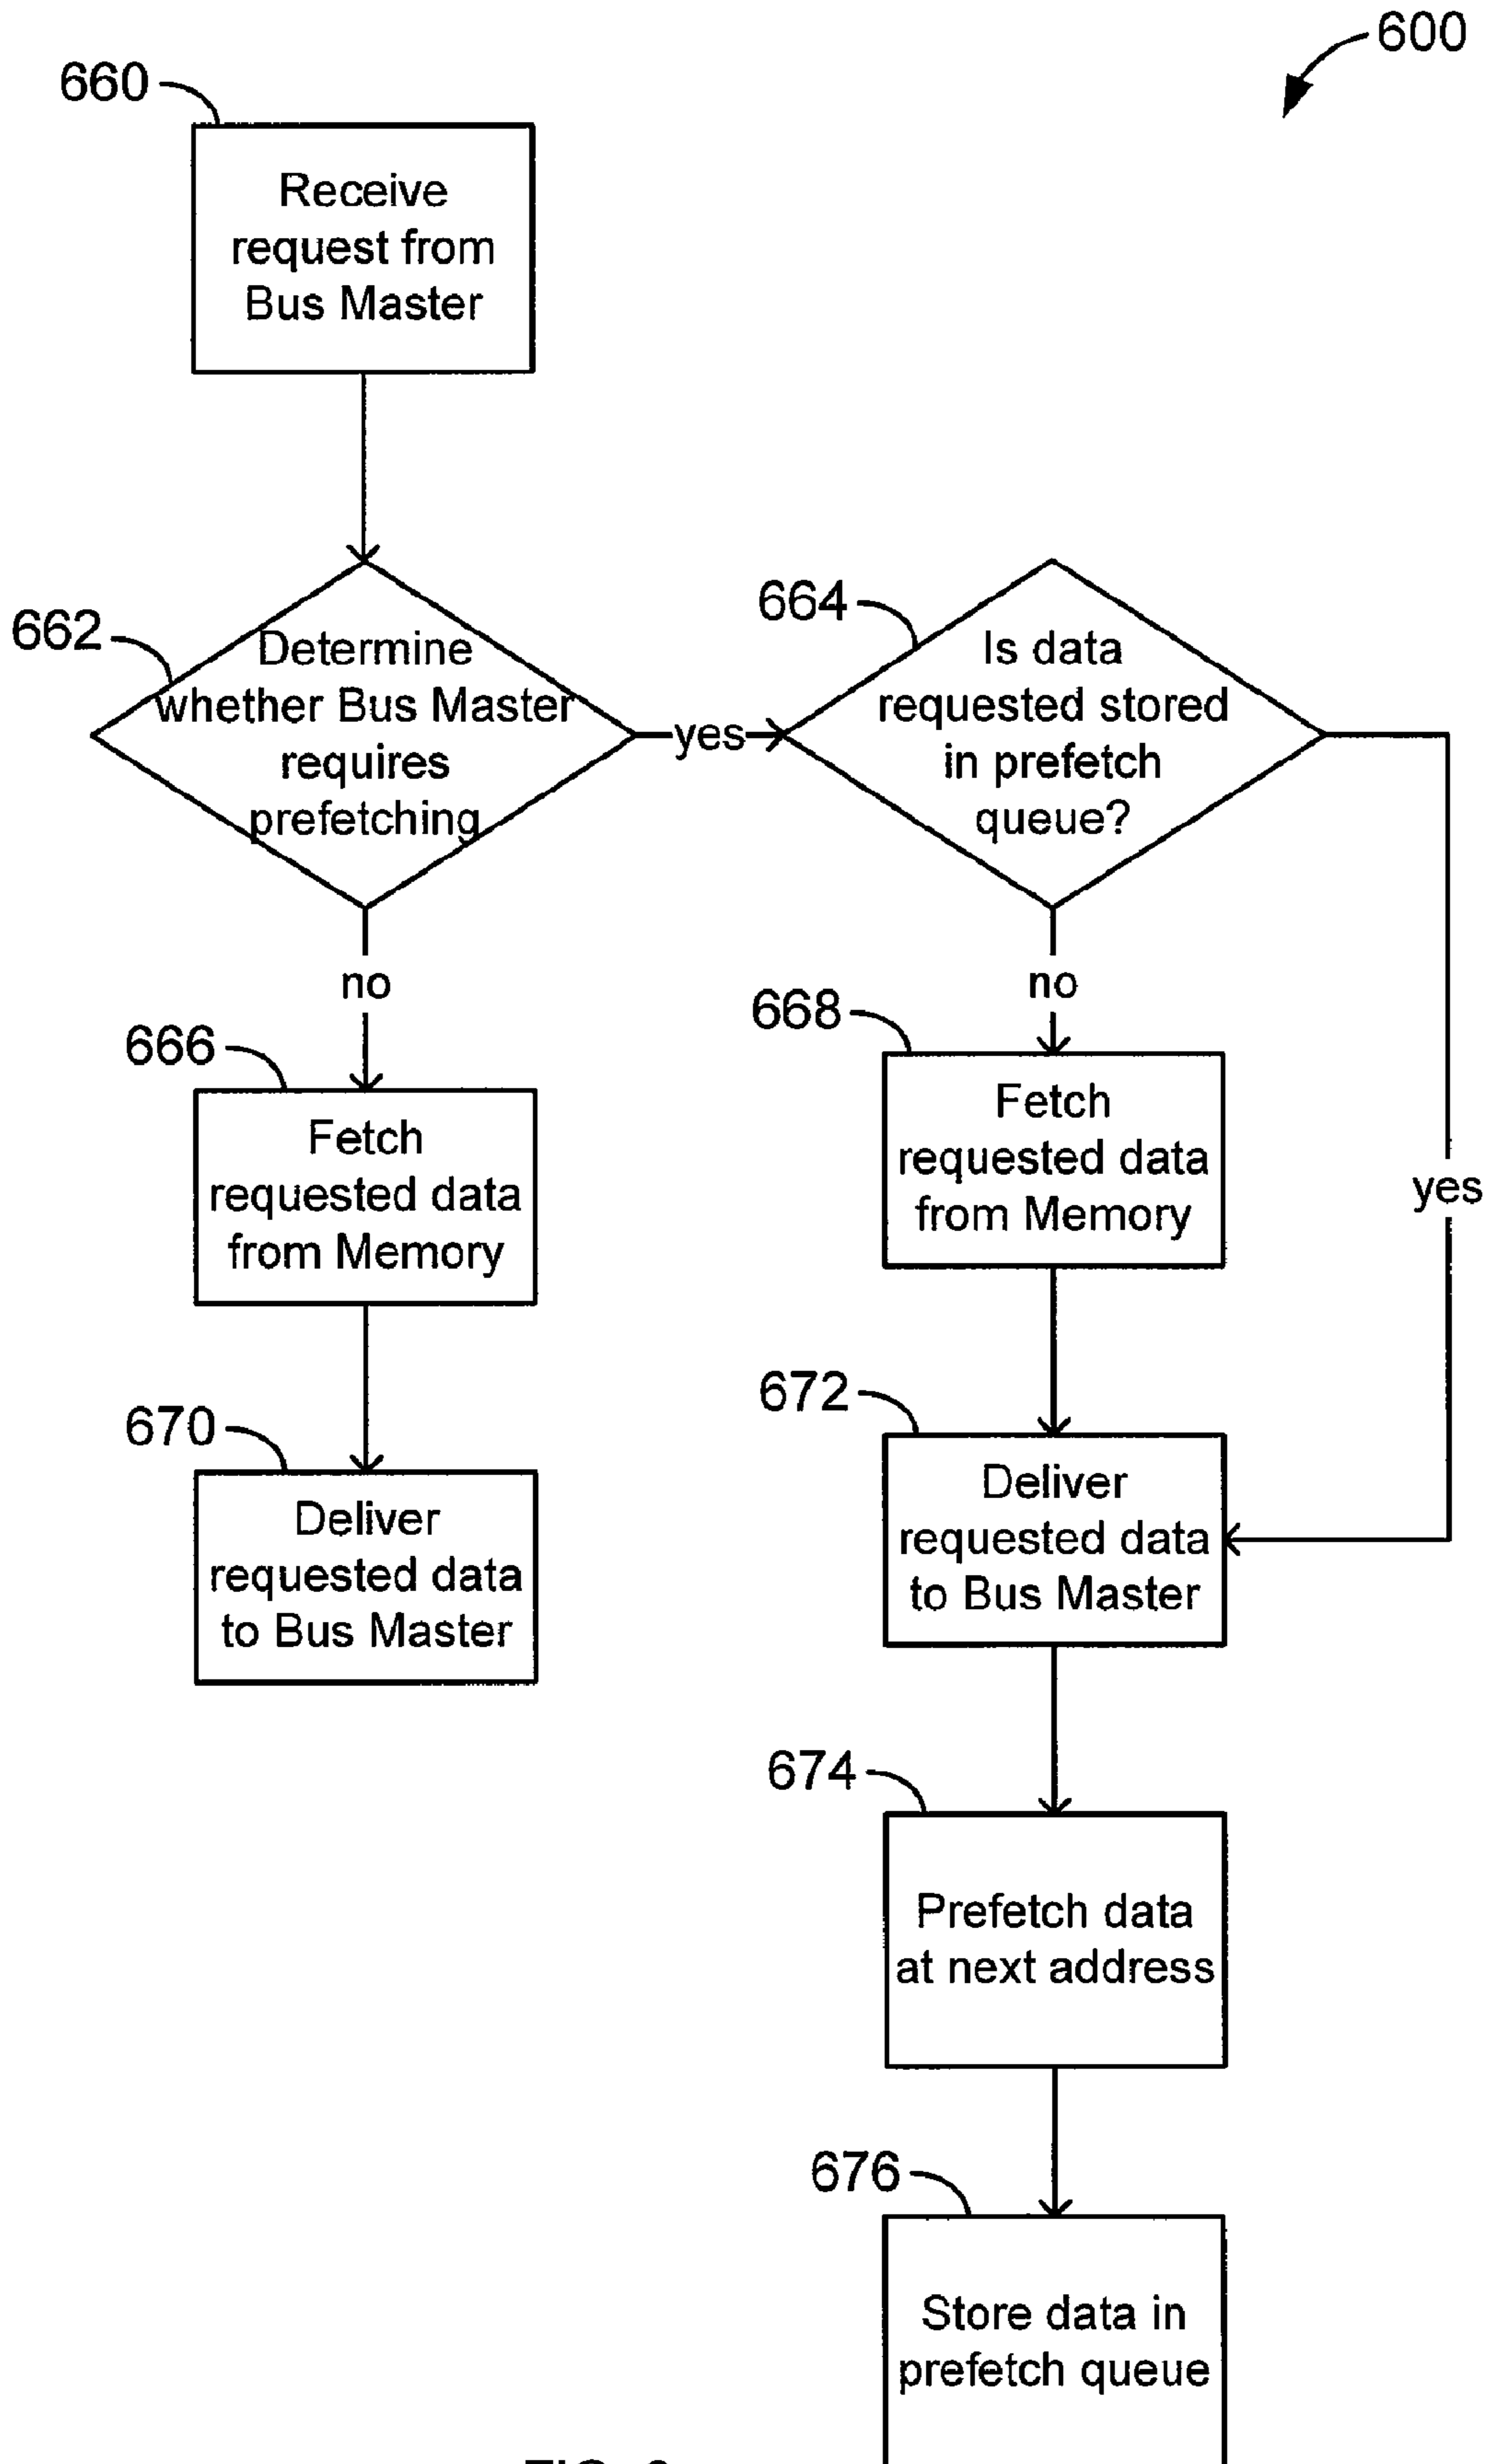 600
660
Receive
request from
Bus Master
662
Determine
whether Bus Master
requires
prefetching
yes
664
Is data
requested stored
in prefetch
queue?
no
no
yes
666
Fetch
requested data
from Memory
668
Fetch
requested data
from Memory
670
Deliver
requested data
to Bus Master
672
Deliver
requested data
to Bus Master
674
Prefetch data
at next address
676
Store data in
prefetch queue